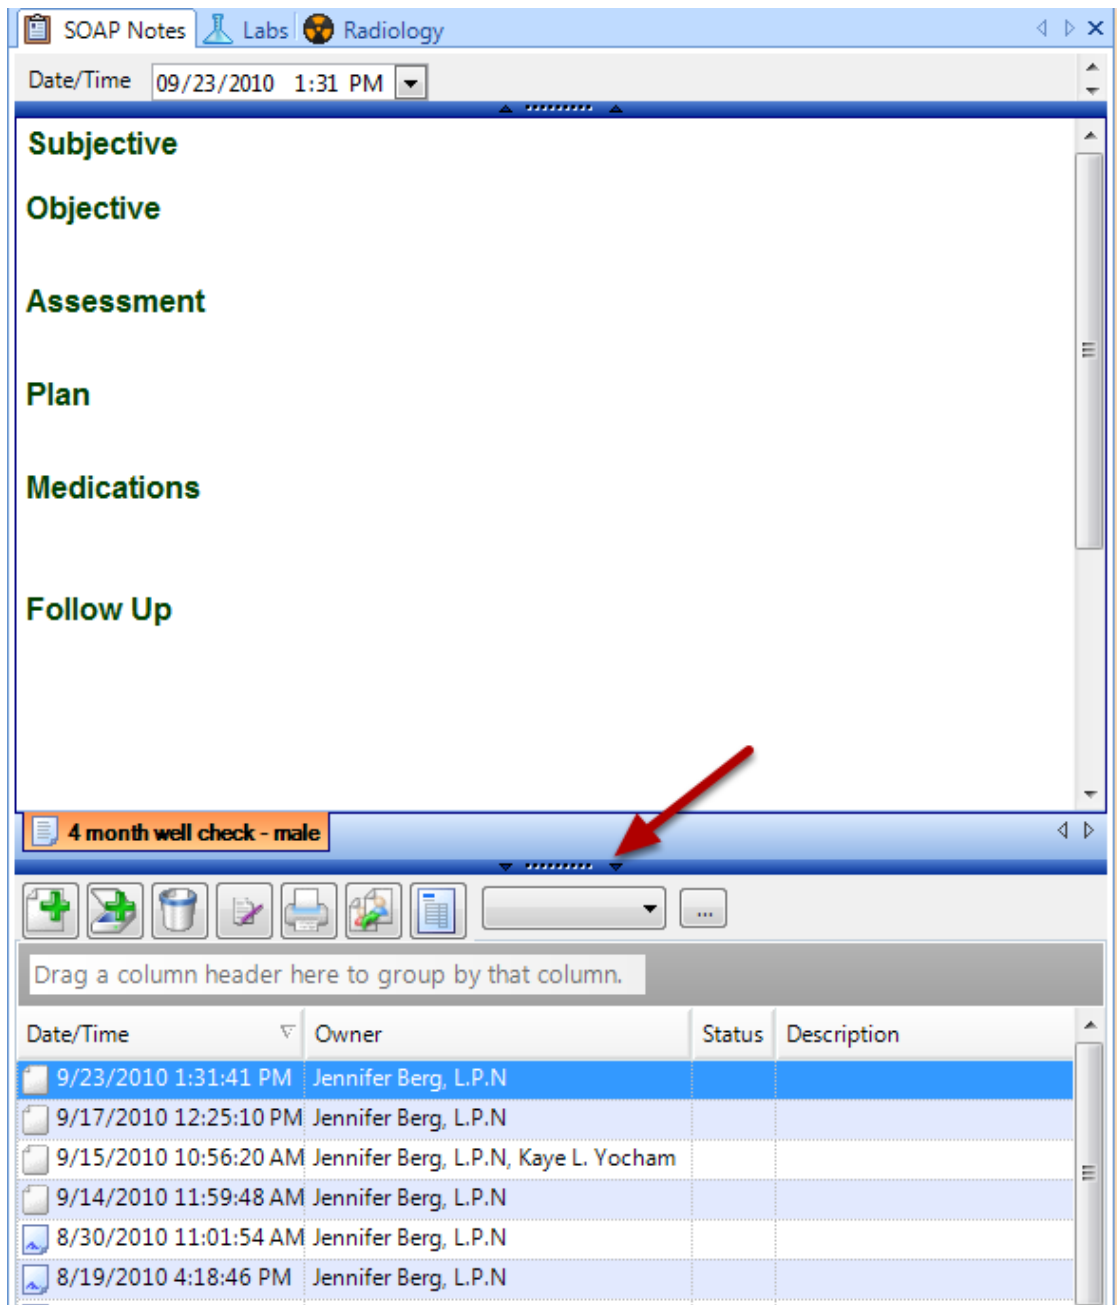 SOAP Notes Labs Radiology
Date/Time 09/23/2010 1:31 PM
Subjective
Objective
Assessment
Plan
Medications
Follow Up
4 month well check - male
...
Drag a column header here to group by that column.
Date/Time Owner Status Description
9/23/2010 1:31:41 PM Jennifer Berg, L.P.N
9/17/2010 12:25:10 PM Jennifer Berg, L.P.N
9/15/2010 10:56:20 AM Jennifer Berg, L.P.N, Kaye L. Yocham
9/14/2010 11:59:48 AM Jennifer Berg, L.P.N
8/30/2010 11:01:54 AM Jennifer Berg, L.P.N
8/19/2010 4:18:46 PM Jennifer Berg, L.P.N